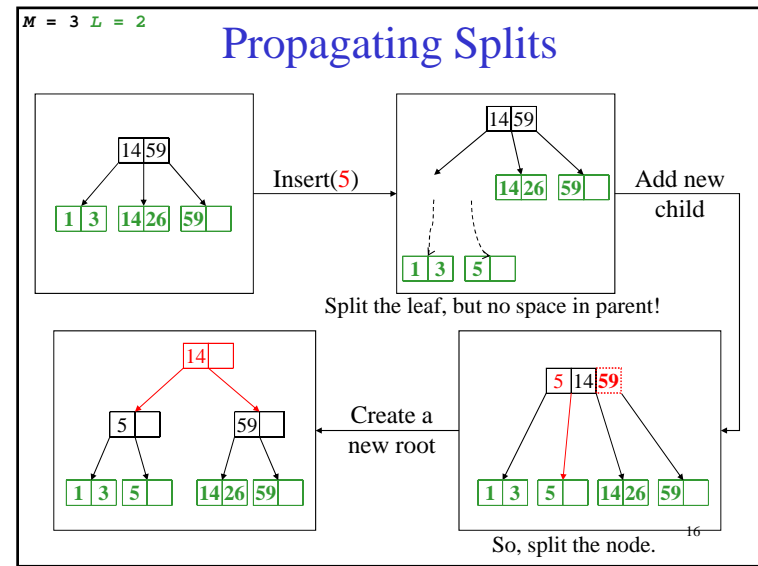 M = 3 L = 2
Propagating Splits
14 59
1 3 14 26 59
Insert(5)
14 59
14 26 59
1 3 5
Add new
child
Split the leaf, but no space in parent!
5 14 59
1 3 5 14 26 59
So, split the node.
Create a
new root
14
5 59
1 3 5 14 26 59
16